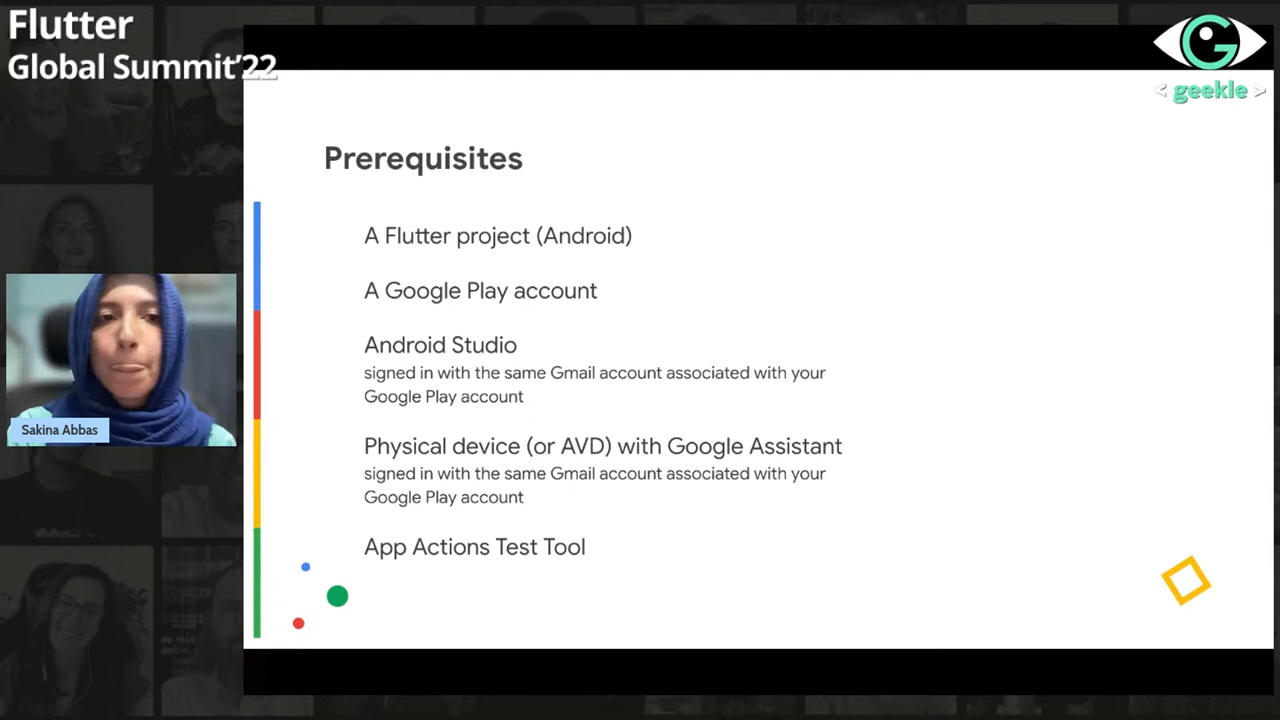 Flutter
Global Summit'22
G
< geekle >
Prerequisites
A Flutter project (Android)
A Google Play account
Android Studio
signed in with the same Gmail account associated with your
Google Play account
Physical device (or AVD) with Google Assistant
signed in with the same Gmail account associated with your
Google Play account
App Actions Test Tool
Sakina Abbas